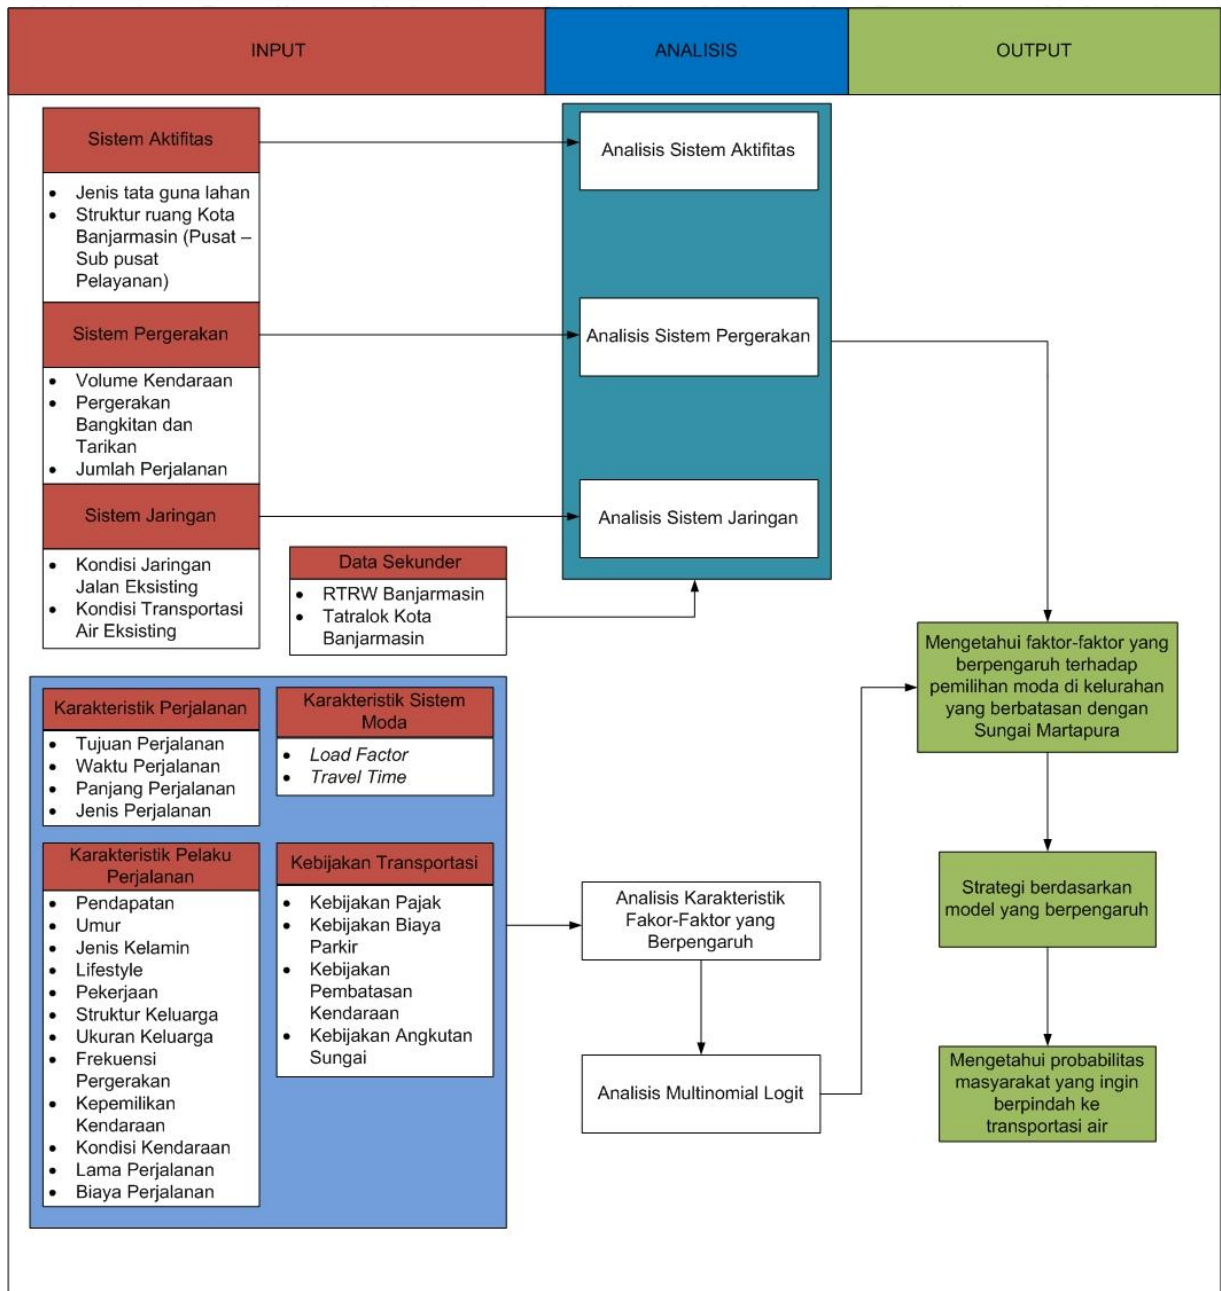 INPUT
ANALISIS
OUTPUT
Sistem Aktifitas
• Jenis tata guna lahan
• Struktur ruang Kota
Banjarmasin (Pusat –
Sub pusat
Pelayanan)
Sistem Pergerakan
• Volume Kendaraan
• Pergerakan
Bangkitan dan
Tarikan
• Jumlah Perjalanan
Sistem Jaringan
• Kondisi Jaringan
Jalan Eksisting
• Kondisi Transportasi
Air Eksisting
Data Sekunder
• RTRW Banjarmasin
• Tatralok Kota
Banjarmasin
Analisis Sistem Aktifitas
Analisis Sistem Pergerakan
Analisis Sistem Jaringan
Karakteristik Perjalanan
• Tujuan Perjalanan
• Waktu Perjalanan
• Panjang Perjalanan
• Jenis Perjalanan
Karakteristik Sistem
Moda
• Load Factor
• Travel Time
Karakteristik Pelaku
Perjalanan
• Pendapatan
• Umur
• Jenis Kelamin
• Lifestyle
• Pekerjaan
• Struktur Keluarga
• Ukuran Keluarga
• Frekuensi
Pergerakan
• Kepemilikan
Kendaraan
• Kondisi Kendaraan
• Lama Perjalanan
• Biaya Perjalanan
Kebijakan Transportasi
• Kebijakan Pajak
• Kebijakan Biaya
Parkir
• Kebijakan
Pembatasan
Kendaraan
• Kebijakan Angkutan
Sungai
Analisis Karakteristik
Fakor-Faktor yang
Berpengaruh
Analisis Multinomial Logit
Mengetahui faktor-faktor yang
berpengaruh terhadap
pemilihan moda di kelurahan
yang berbatasan dengan
Sungai Martapura
Strategi berdasarkan
model yang berpengaruh
Mengetahui probabilitas
masyarakat yang ingin
berpindah ke
transportasi air